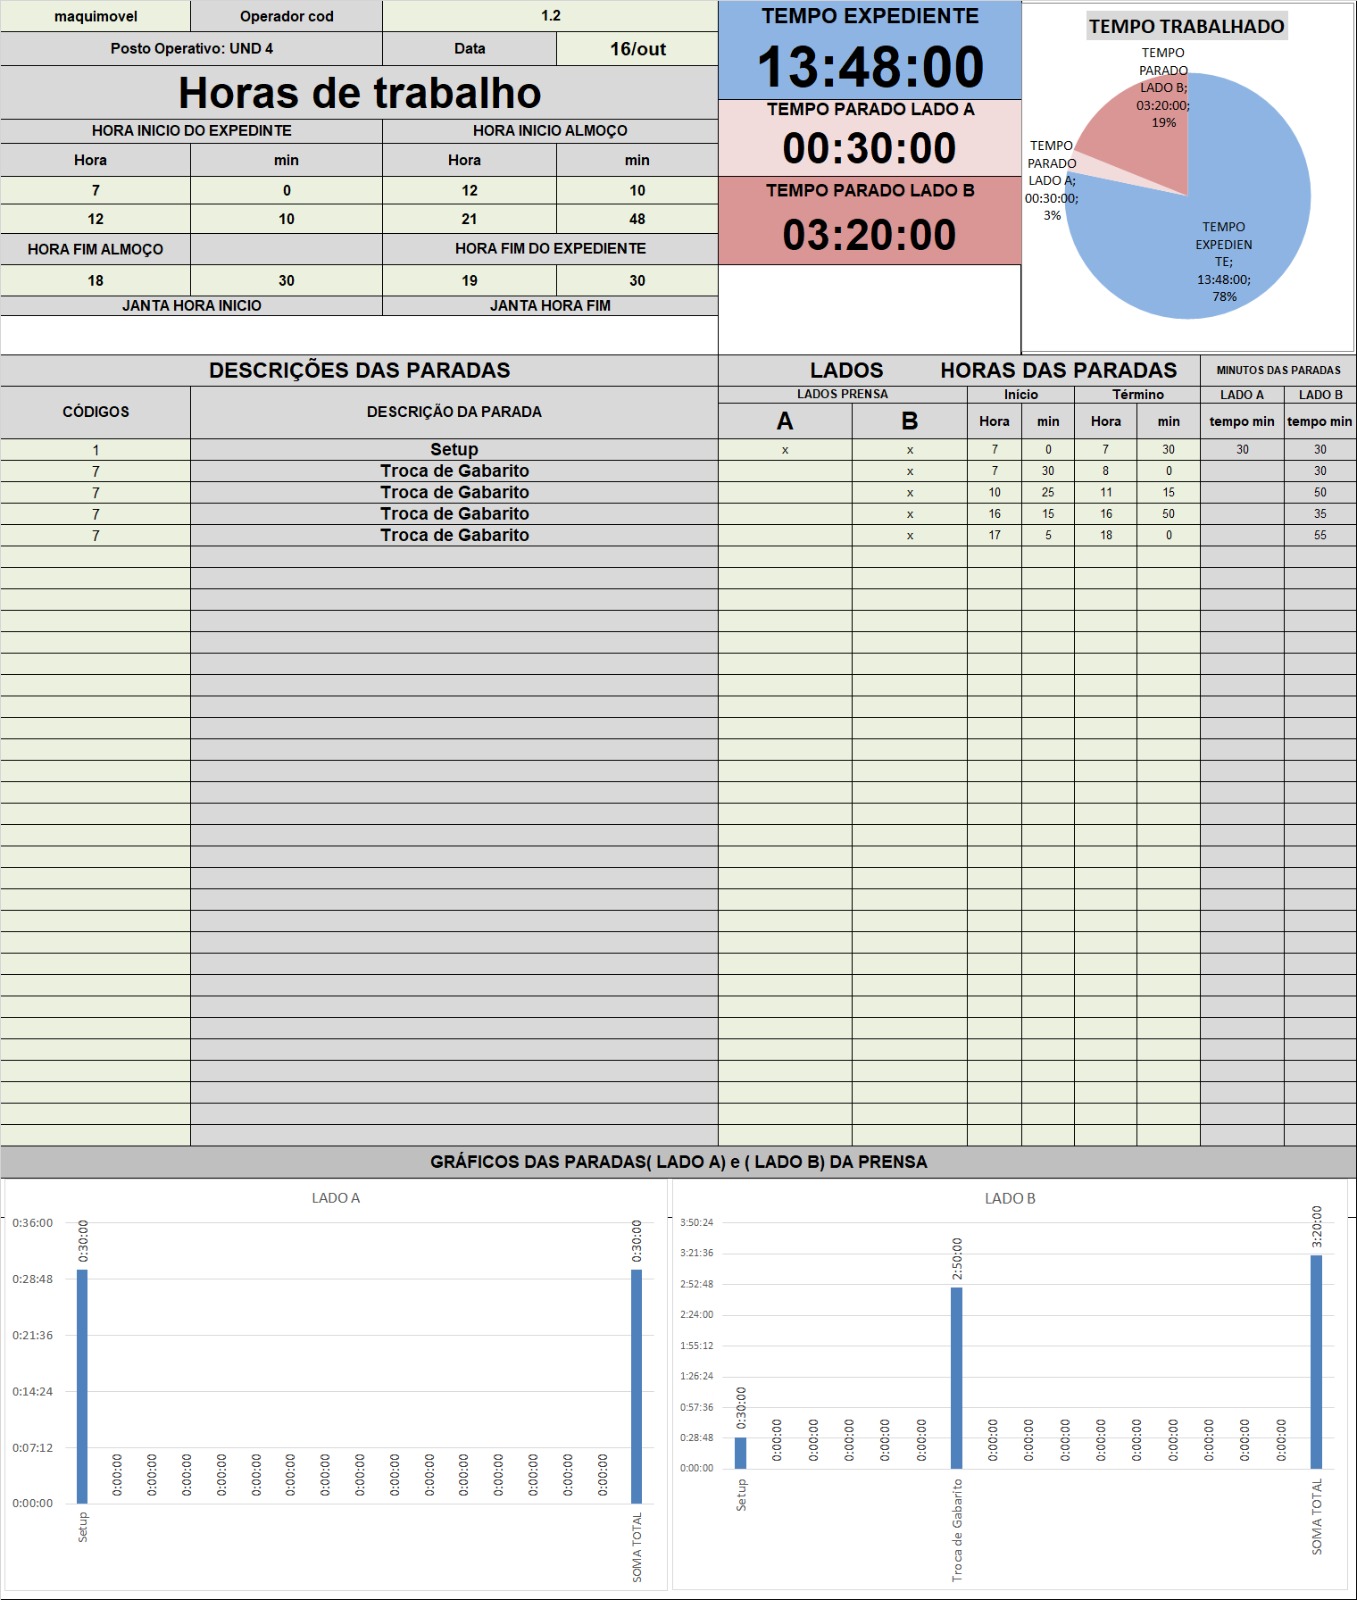 maquimovel Operador cod 1.2
Posto Operativo: UND 4 Data 16/out
Horas de trabalho
HORA INICIO DO EXPEDINTE HORA INICIO ALMOÇO
Hora min Hora min
7 0 12 10
12 10 21 48
HORA FIM ALMOÇO HORA FIM DO EXPEDIENTE
18 30 19 30
JANTA HORA INICIO JANTA HORA FIM
TEMPO EXPEDIENTE
13:48:00
TEMPO PARADO LADO A
00:30:00
TEMPO PARADO LADO B
03:20:00
TEMPO TRABALHADO
TEMPO
PARADO
LADO B;
03:20:00;
19%
TEMPO
PARADO
LADO A;
00:30:00;
3%
TEMPO
EXPEDIEN
TE;
13:48:00;
78%
DESCRIÇÕES DAS PARADAS LADOS HORAS DAS PARADAS MINUTOS DAS PARADAS
CÓDIGOS DESCRIÇÃO DA PARADA LADOS PRENSA Início Término LADO A LADO B
A B Hora min Hora min tempo min tempo min
1 Setup x x 7 0 7 30 30 30
7 Troca de Gabarito x 7 30 8 0 30
7 Troca de Gabarito x 10 25 11 15 50
7 Troca de Gabarito x 16 15 16 50 35
7 Troca de Gabarito x 17 5 18 0 55
GRÁFICOS DAS PARADAS( LADO A) e ( LADO B) DA PRENSA
LADO A
0:36:00
0:28:48
0:21:36
0:14:24
0:07:12
0:00:00
0:30:00 0:00:00 0:00:00 0:00:00 0:00:00 0:00:00 0:00:00 0:00:00 0:00:00 0:00:00 0:00:00 0:00:00 0:00:00 0:00:00 0:00:00 0:00:00 0:30:00
Setup SOMA TOTAL
LADO B
3:50:24
3:21:36
2:52:48
2:24:00
1:55:12
1:26:24
0:57:36
0:28:48
0:00:00
0:30:00 0:00:00 0:00:00 0:00:00 0:00:00 0:00:00 2:50:00 0:00:00 0:00:00 0:00:00 0:00:00 0:00:00 0:00:00 0:00:00 0:00:00 0:00:00 3:20:00
Setup Troca de Gabarito SOMA TOTAL